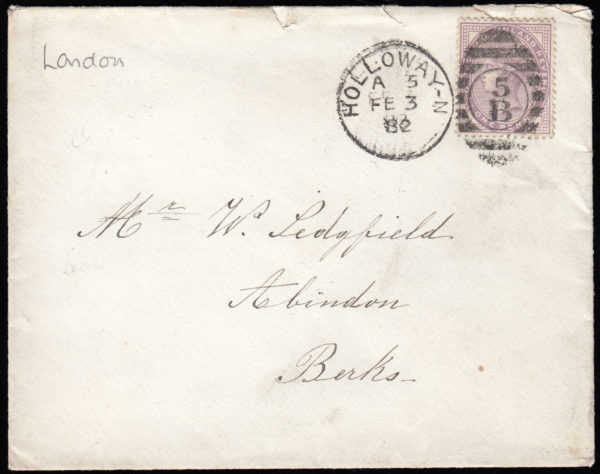 London
HOLLOWAY-N
A 5
FE 3
82
5
B
Mr W. Sedgfield
Abindon
Berks